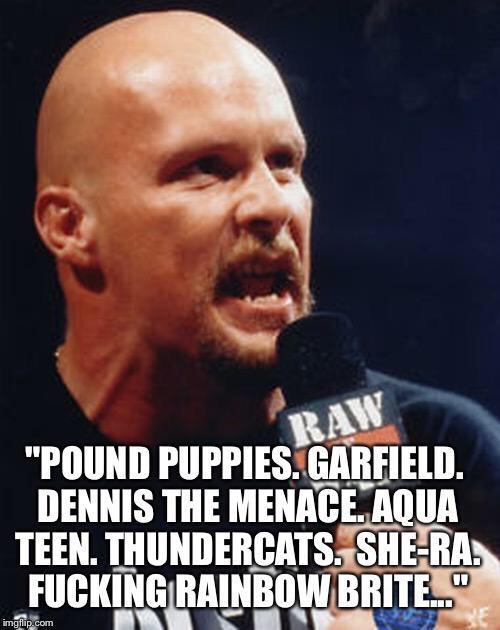 RAW
"POUND PUPPIES. GARFIELD.
DENNIS THE MENACE. AQUA
TEEN. THUNDERCATS.  SHE-RA.
FUCKING RAINBOW BRITE..."
imgflip.com